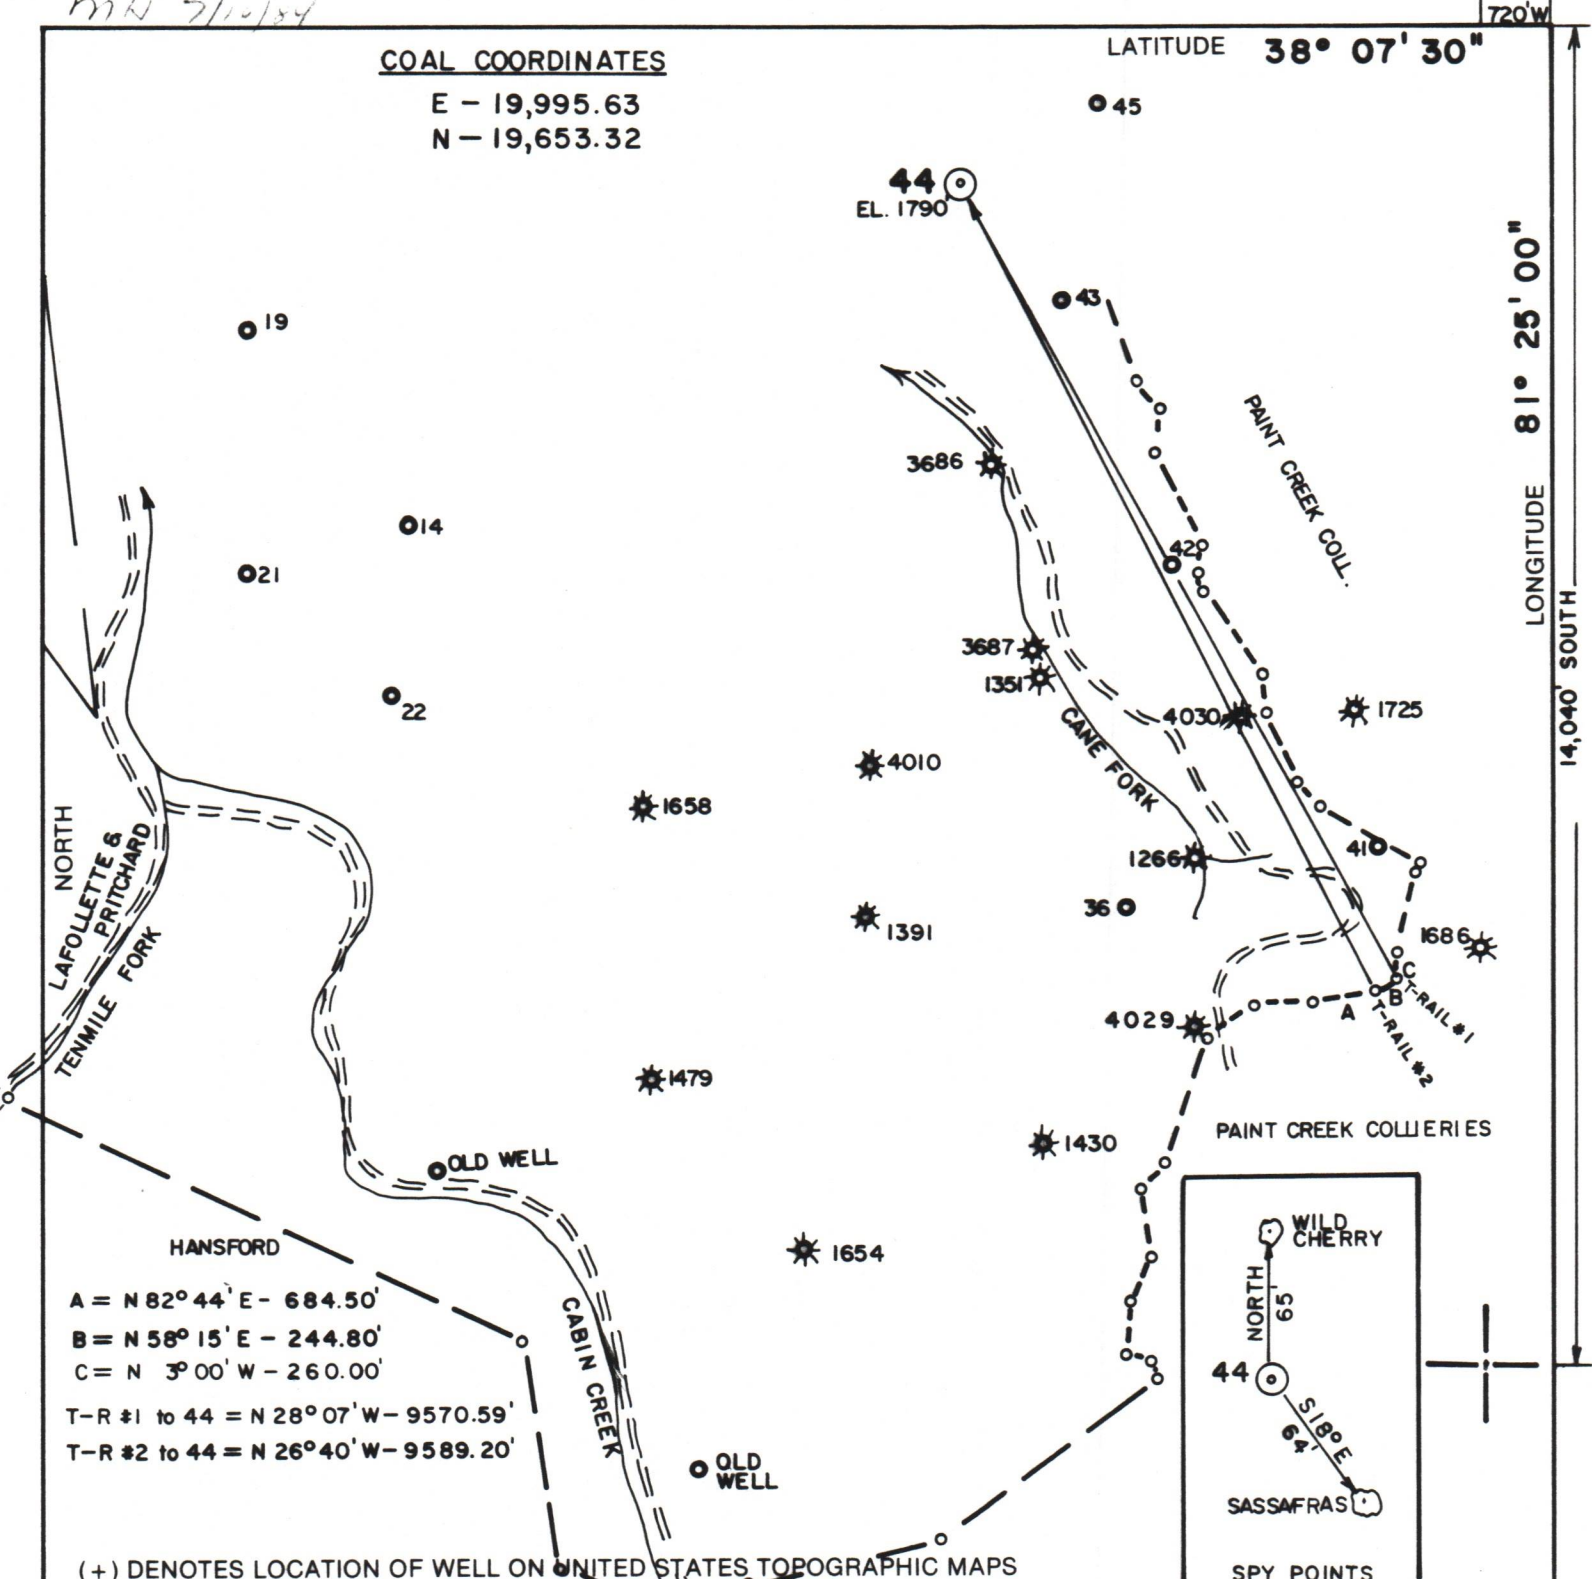 720'W
COAL COORDINATES
E - 19,995.63
N - 19,653.32
LATITUDE 38° 07' 30"
45
44
EL. 1790'
43
19
81° 25' 00"
LONGITUDE
14,040' SOUTH
PAINT CREEK COLL.
3686
14
42
21
3687
1351
22
4030
1725
CANE FORK
4010
1658
NORTH
LAFOLLETTE &
PRITCHARD
TENMILE FORK
41
1266
36
1391
1686
C
B
A
T-RAIL #1
T-RAIL #2
4029
1479
PAINT CREEK COLLIERIES
1430
OLD WELL
HANSFORD
1654
WILD
CHERRY
NORTH
65'
44
S18°E
64'
SASSAFRAS
SPY POINTS
A = N 82° 44' E - 684.50'
B = N 58° 15' E - 244.80'
C = N 3° 00' W - 260.00'
T-R #1 to 44 = N 28° 07' W - 9570.59'
T-R #2 to 44 = N 26° 40' W - 9589.20'
CABIN CREEK
OLD
WELL
(+) DENOTES LOCATION OF WELL ON UNITED STATES TOPOGRAPHIC MAPS